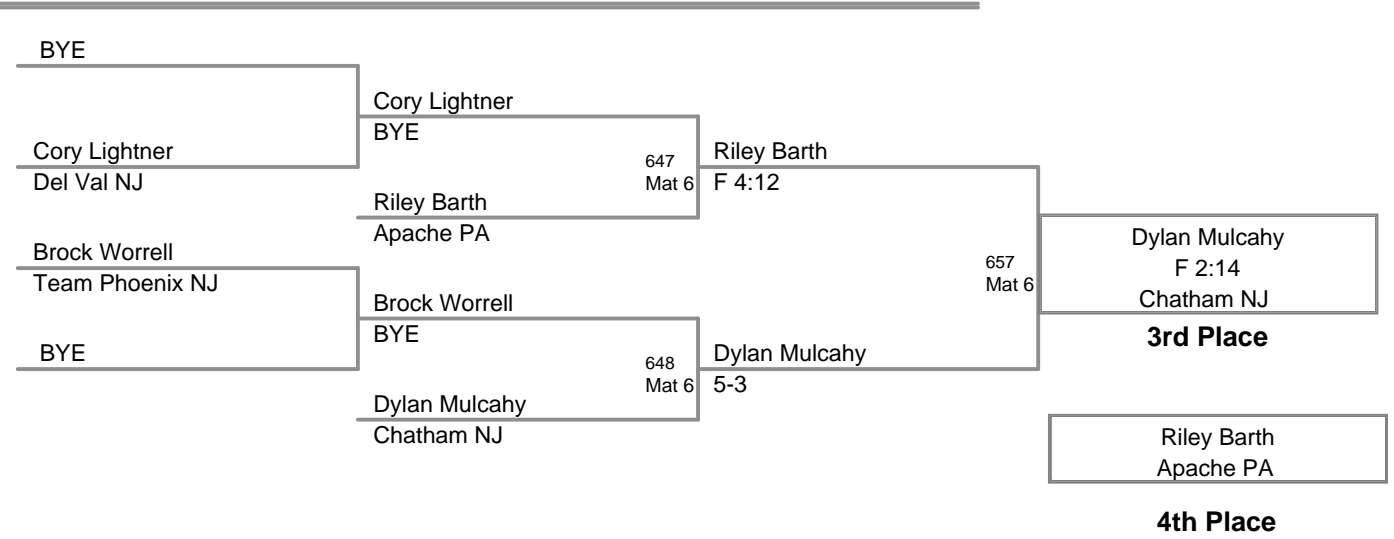 BYE
Cory Lightner
Del Val NJ
Brock Worrell
Team Phoenix NJ
BYE
Cory Lightner
BYE
647
Mat 6
Riley Barth
Apache PA
Brock Worrell
BYE
648
Mat 6
Dylan Mulcahy
Chatham NJ
Riley Barth
F 4:12
657
Mat 6
Dylan Mulcahy
5-3
Dylan Mulcahy
F 2:14
Chatham NJ
3rd Place
Riley Barth
Apache PA
4th Place